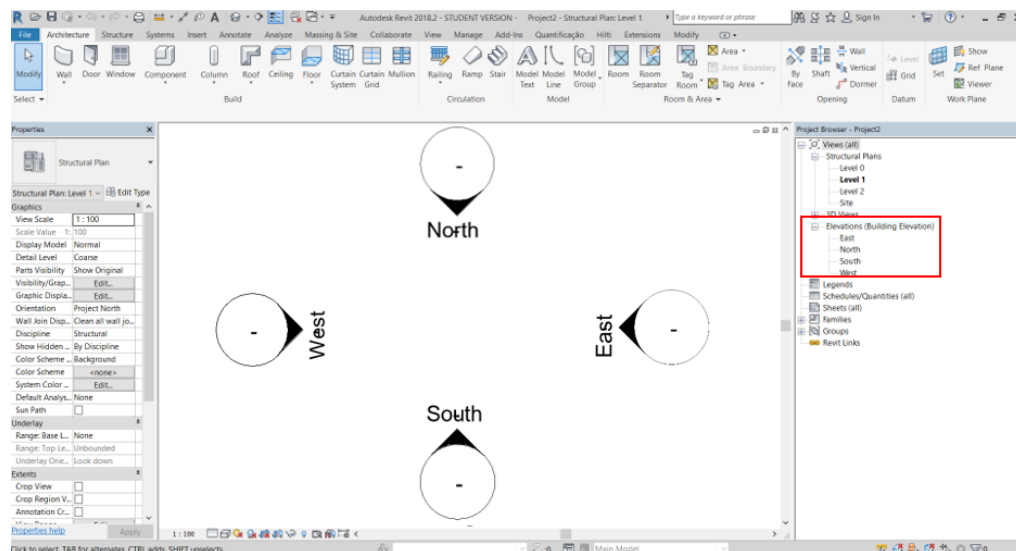 Autodesk Revit 2018.2 - STUDENT VERSION - Project2 - Structural Plan: Level 1
Type a keyword or phrase
Sign In
File Architecture Structure Systems Insert Annotate Analyze Massing & Site Collaborate View Manage Add-Ins Quantificação Hilti Extensions Modify
Modify
Wall
Door
Window
Component
Column
Roof
Ceiling
Floor
Curtain System
Curtain Grid
Mullion
Railing
Ramp
Stair
Model Text
Model Line
Model Group
Room
Room Separator
Tag Room
Area
Area Boundary
Tag Area
By Face
Shaft
Wall
Vertical
Dormer
Level
Grid
Set
Show
Ref Plane
Viewer
Select
Build
Circulation
Model
Room & Area
Opening
Datum
Work Plane
Properties
Structural Plan
Structural Plan: Level 1
Edit Type
Graphics
View Scale 1 : 100
Scale Value 1: 100
Display Model Normal
Detail Level Coarse
Parts Visibility Show Original
Visibility/Grap... Edit...
Graphic Displa... Edit...
Orientation Project North
Wall Join Disp... Clean all wall jo...
Discipline Structural
Show Hidden ... By Discipline
Color Scheme ... Background
Color Scheme <none>
System Color ... Edit...
Default Analys... None
Sun Path
Underlay
Range: Base L... None
Range: Top Le... Unbounded
Underlay Orie... Look down
Extents
Crop View
Crop Region V...
Annotation Cr...
Properties help
Apply
North
West
East
South
1 : 100
Project Browser - Project2
Views (all)
Structural Plans
Level 0
Level 1
Level 2
Site
3D Views
Elevations (Building Elevation)
East
North
South
West
Legends
Schedules/Quantities (all)
Sheets (all)
Families
Groups
Revit Links
Click to select, TAB for alternates, CTRL adds, SHIFT unselects.
Main Model